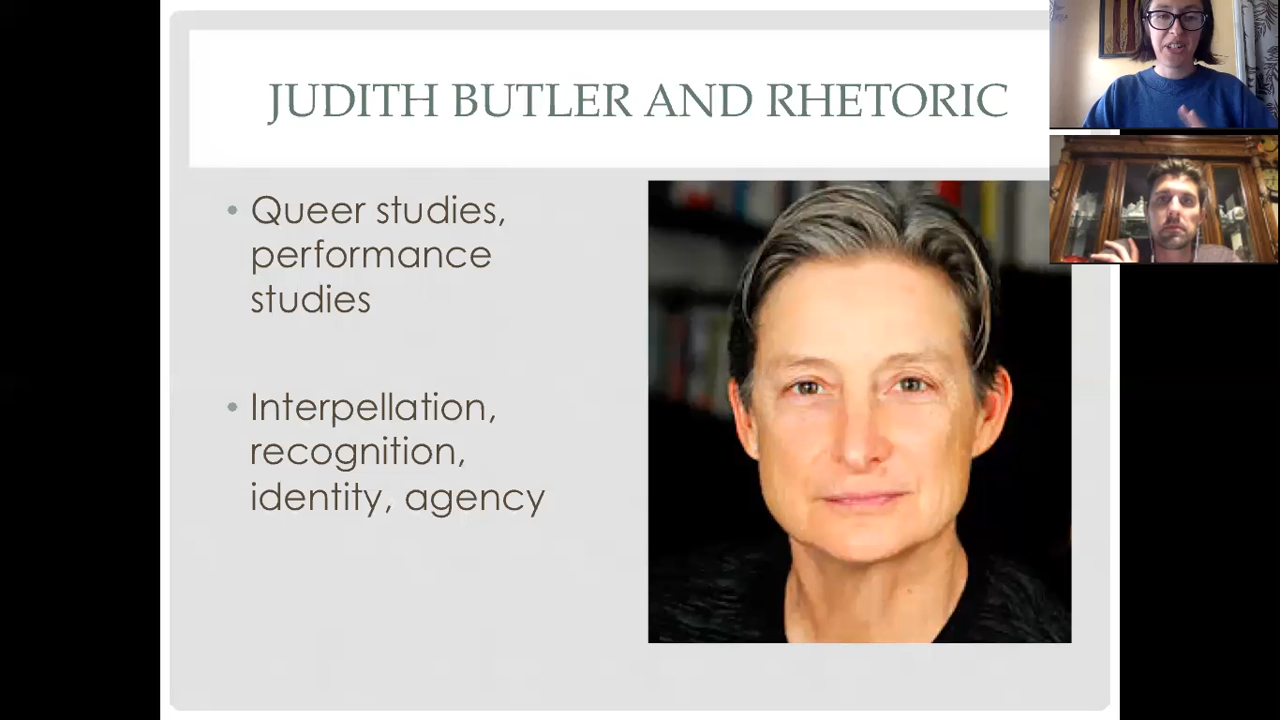 JUDITH BUTLER AND RHETORIC
• Queer studies,
performance
studies
• Interpellation,
recognition,
identity, agency